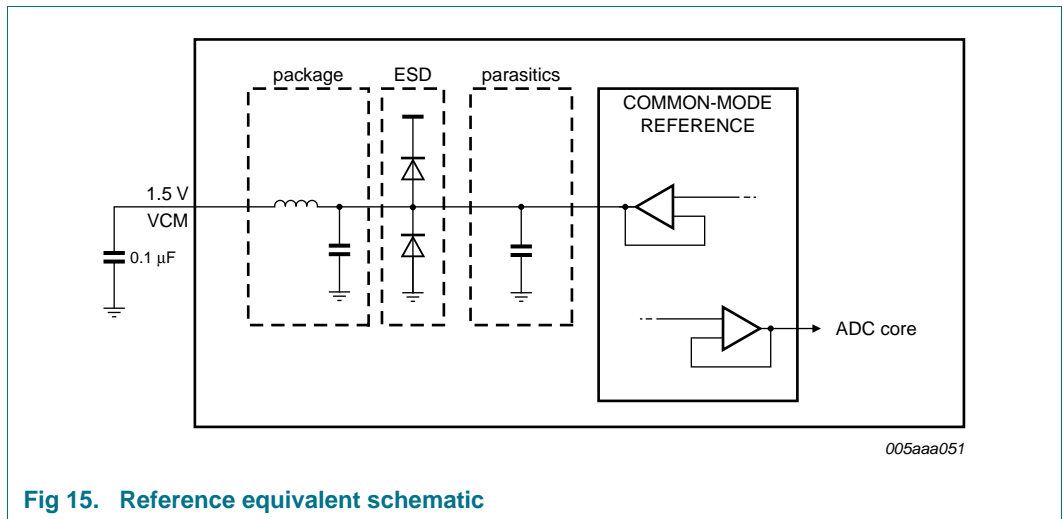 package
ESD
parasitics
COMMON-MODE
REFERENCE
1.5 V
VCM
0.1 μF
ADC core
005aaa051
Fig 15. Reference equivalent schematic